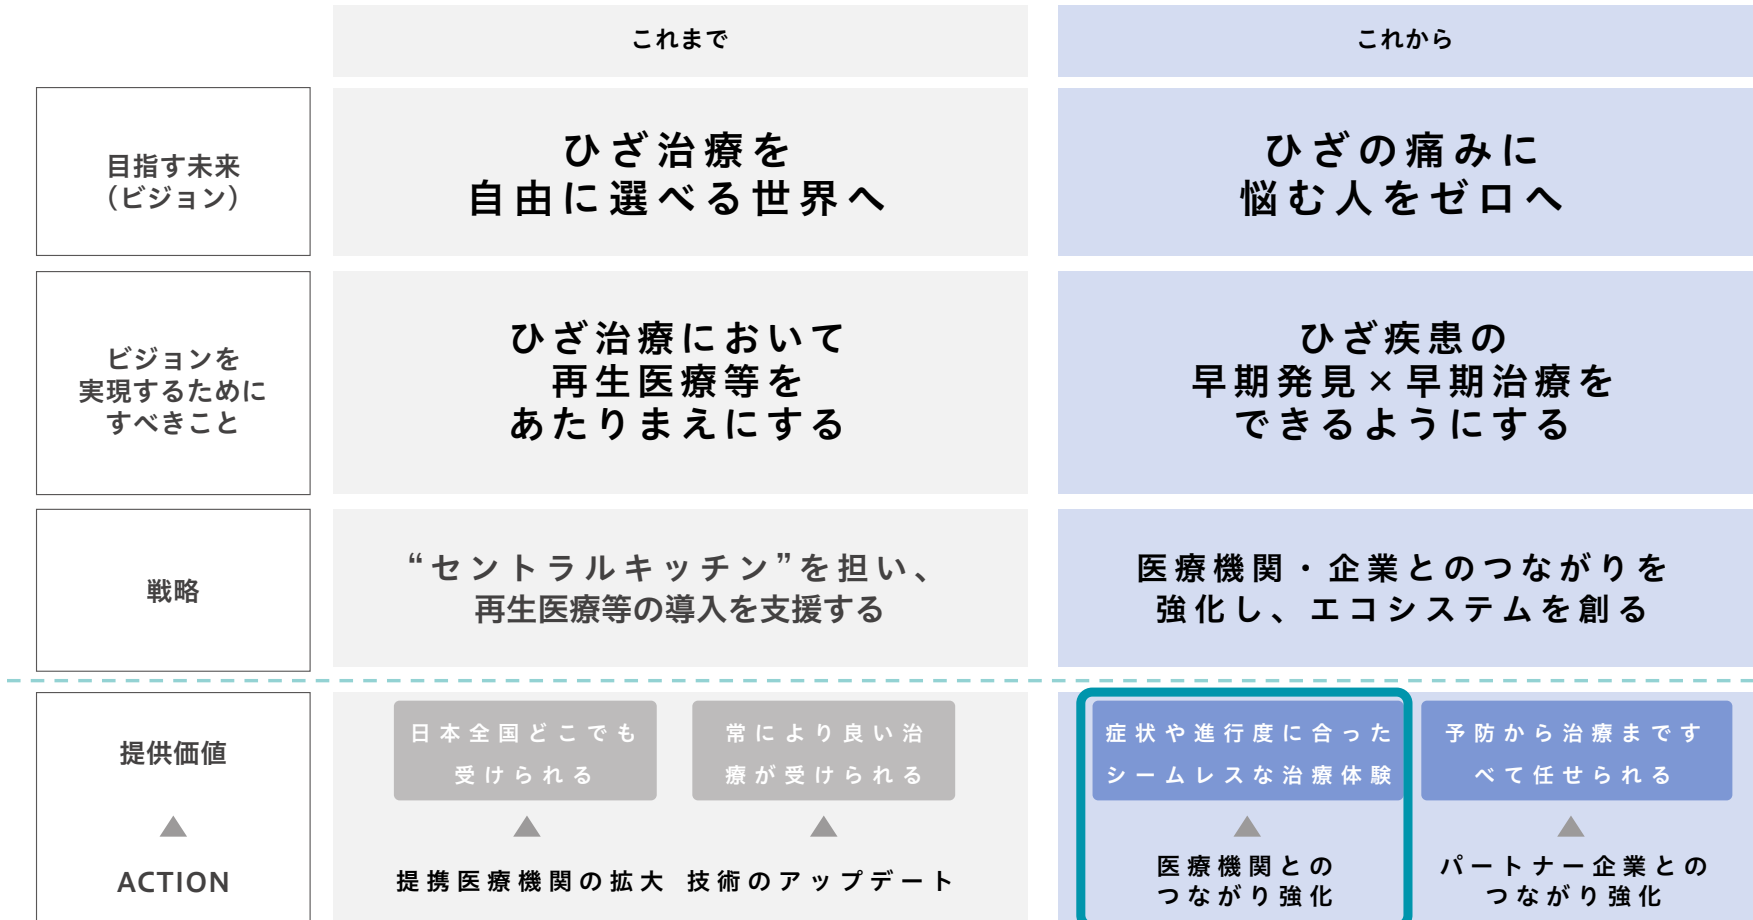 これまで
これから
目指す未来
（ビジョン）
ひざ治療を
自由に選べる世界へ
ひざの痛みに
悩む人をゼロへ
ビジョンを
実現するために
すべきこと
ひざ治療において
再生医療等を
あたりまえにする
ひざ疾患の
早期発見×早期治療を
できるようにする
戦略
“セントラルキッチン”を担い、
再生医療等の導入を支援する
医療機関・企業とのつながりを
強化し、エコシステムを創る
提供価値
ACTION
日本全国どこでも
受けられる
提携医療機関の拡大
常により良い治
療が受けられる
技術のアップデート
症状や進行度に合った
シームレスな治療体験
医療機関との
つながり強化
予防から治療まです
べて任せられる
パートナー企業との
つながり強化